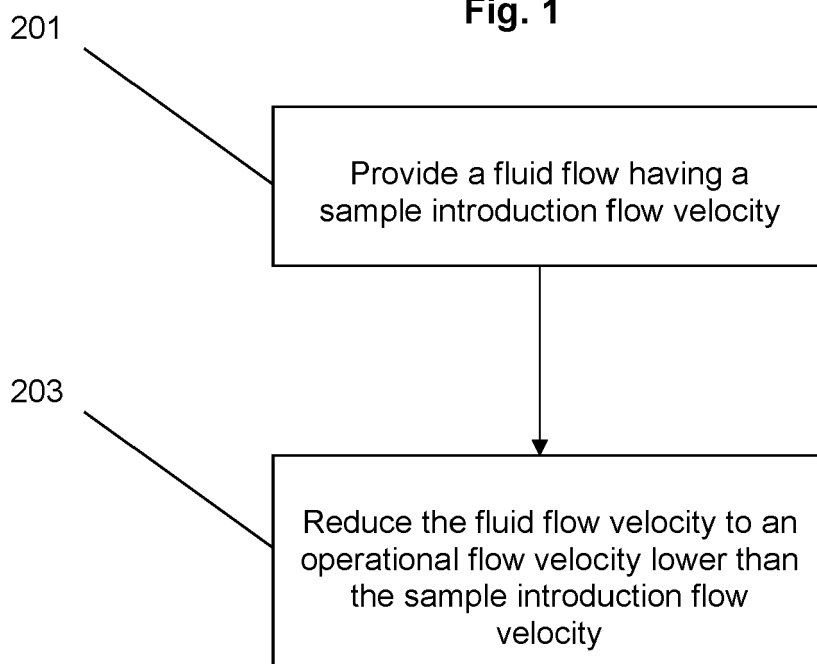 Fig. 1
201
Provide a fluid flow having a
sample introduction flow velocity
203
Reduce the fluid flow velocity to an
operational flow velocity lower than
the sample introduction flow
velocity